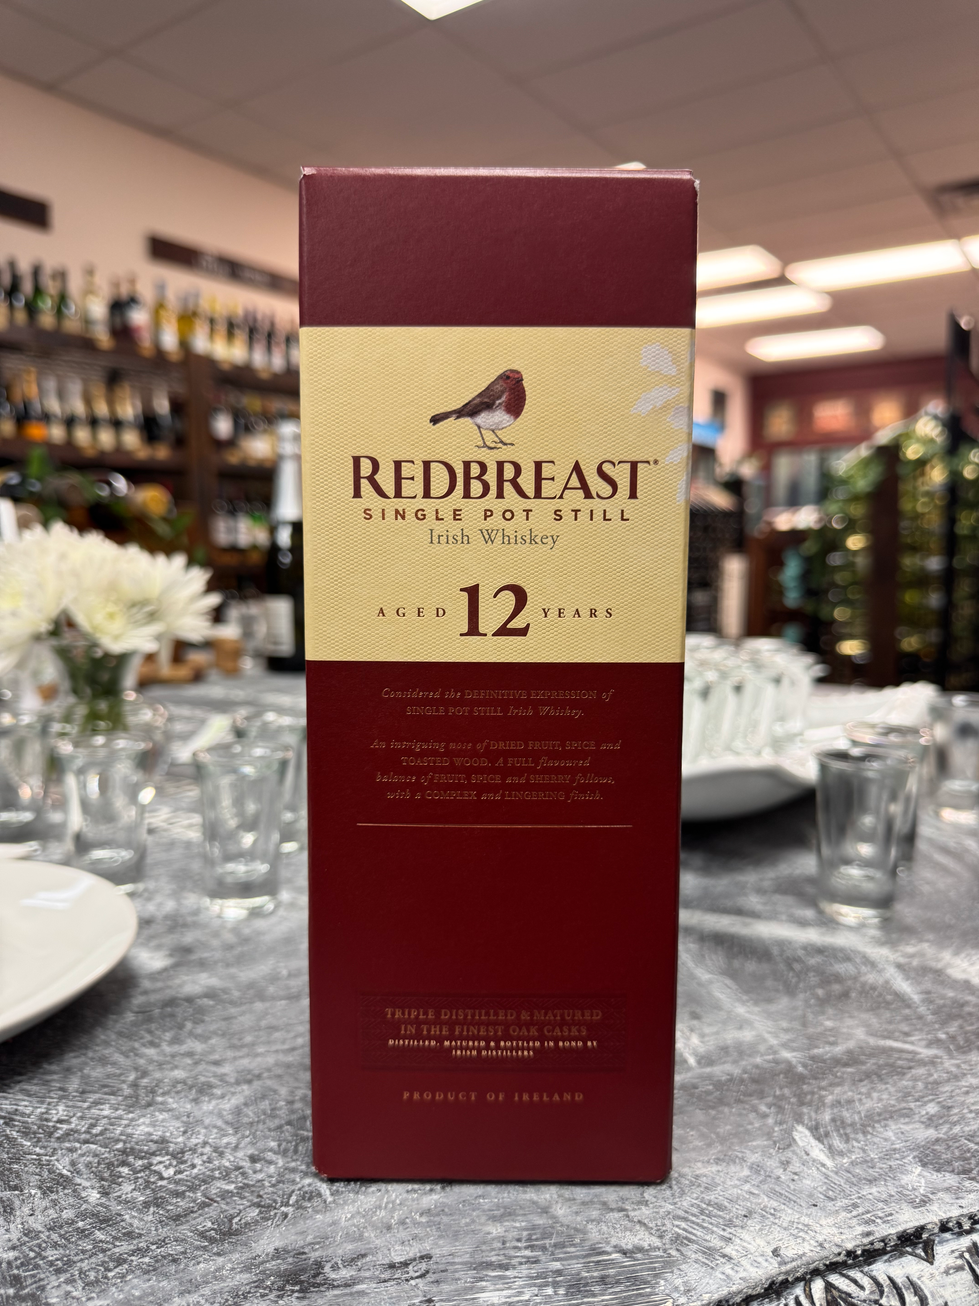 REDBREAST®
SINGLE POT STILL
Irish Whiskey
AGED 12 YEARS
Considered the DEFINITIVE EXPRESSION of
SINGLE POT STILL Irish Whiskey.
An intriguing nose of DRIED FRUIT, SPICE and
TOASTED WOOD. A FULL flavoured
balance of FRUIT, SPICE and SHERRY follows,
with a COMPLEX and LINGERING finish.
TRIPLE DISTILLED & MATURED
IN THE FINEST OAK CASKS
DISTILLED, MATURED & BOTTLED IN BOND BY
IRISH DISTILLERS
PRODUCT OF IRELAND